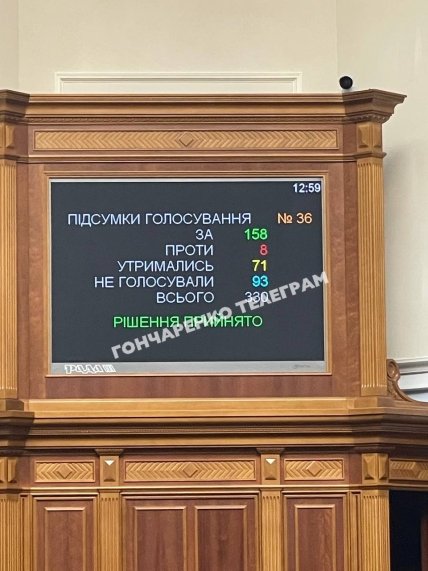 12:59
ПІДСУМКИ ГОЛОСУВАННЯ № 36
ЗА 158
ПРОТИ 8
УТРИМАЛИСЬ 71
НЕ ГОЛОСУВАЛИ 93
ВСЬОГО 330
РІШЕННЯ ПРИЙНЯТО
ГОНЧАРЕНКО ТЕЛЕГРАМ
РАДА